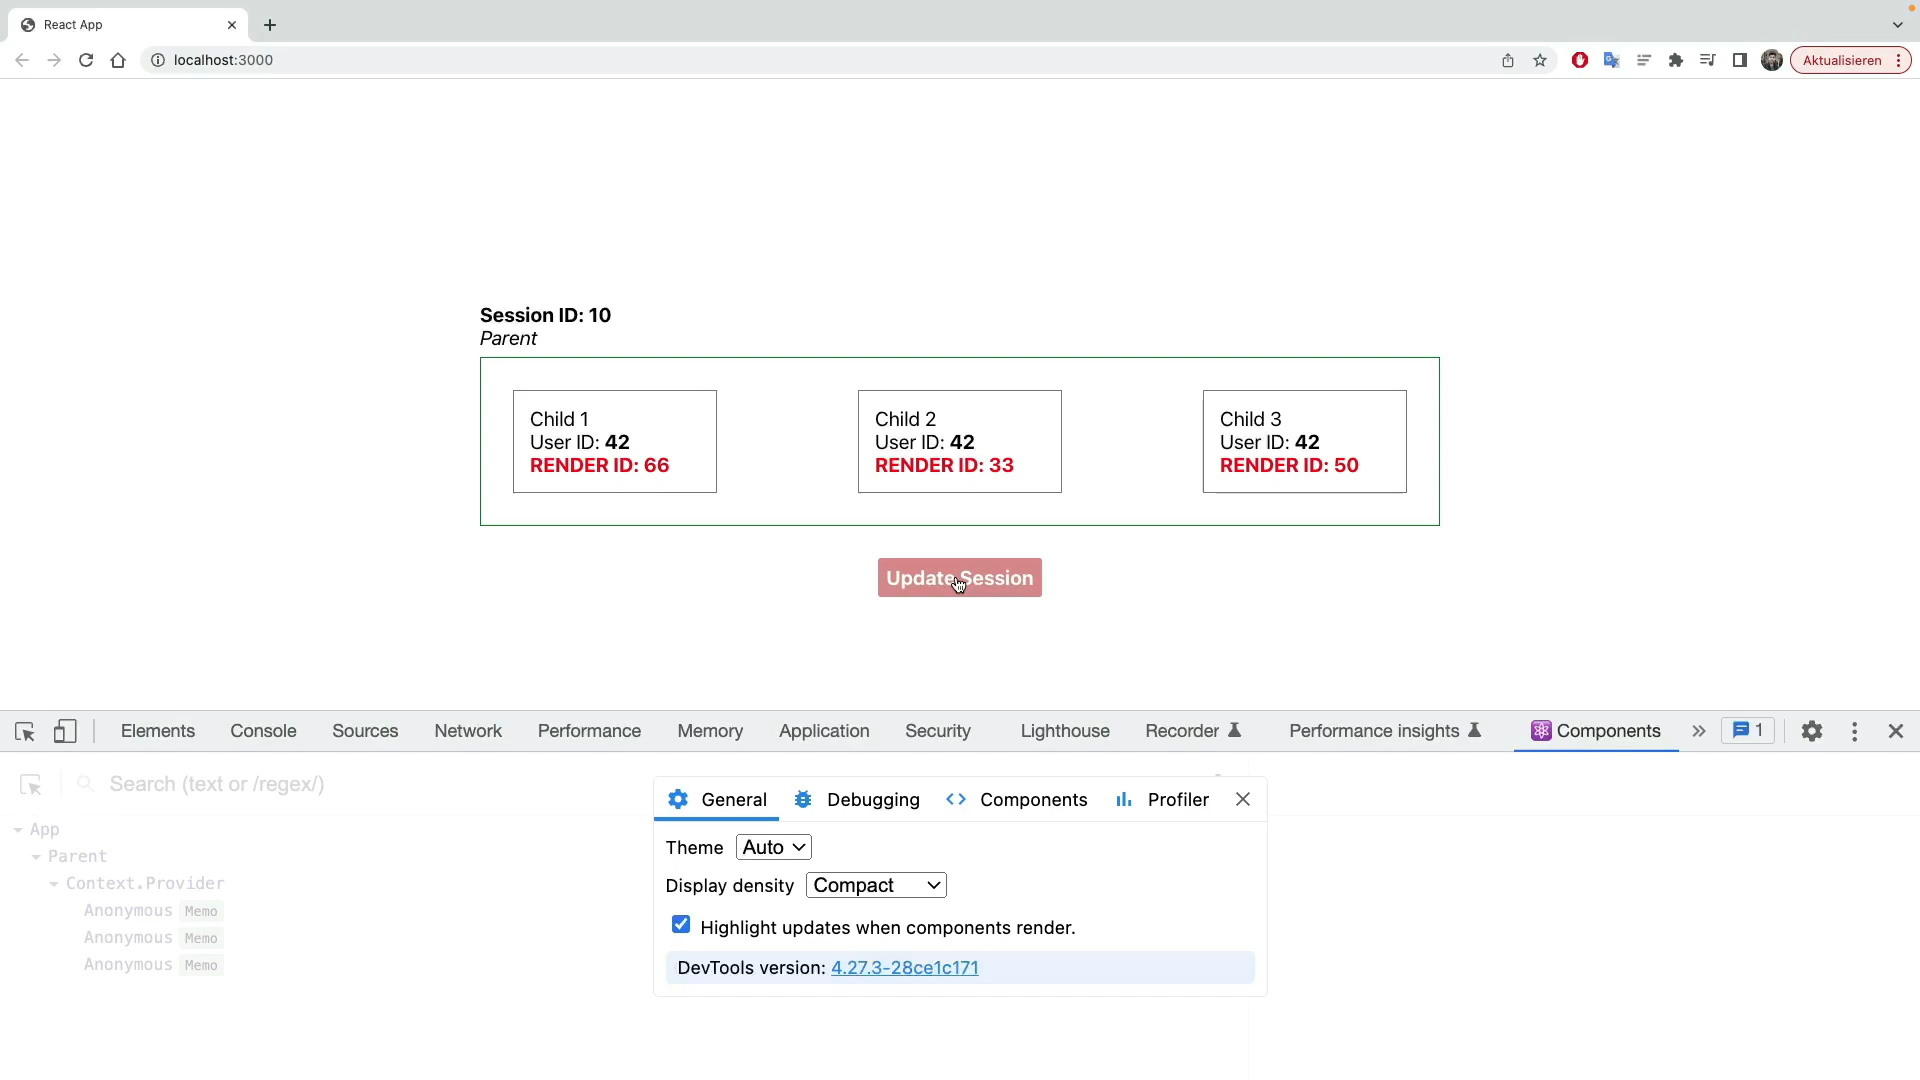 React App
localhost:3000
Aktualisieren
Session ID: 10
Parent
Child 1
User ID: 42
RENDER ID: 66
Child 2
User ID: 42
RENDER ID: 33
Child 3
User ID: 42
RENDER ID: 50
Update Session
Elements Console Sources Network Performance Memory Application Security Lighthouse Recorder Performance insights Components 1
Search (text or /regex/)
General Debugging Components Profiler
App
Parent
Context.Provider
Anonymous Memo
Anonymous Memo
Anonymous Memo
Theme Auto
Display density Compact
Highlight updates when components render.
DevTools version: 4.27.3-28ce1c171